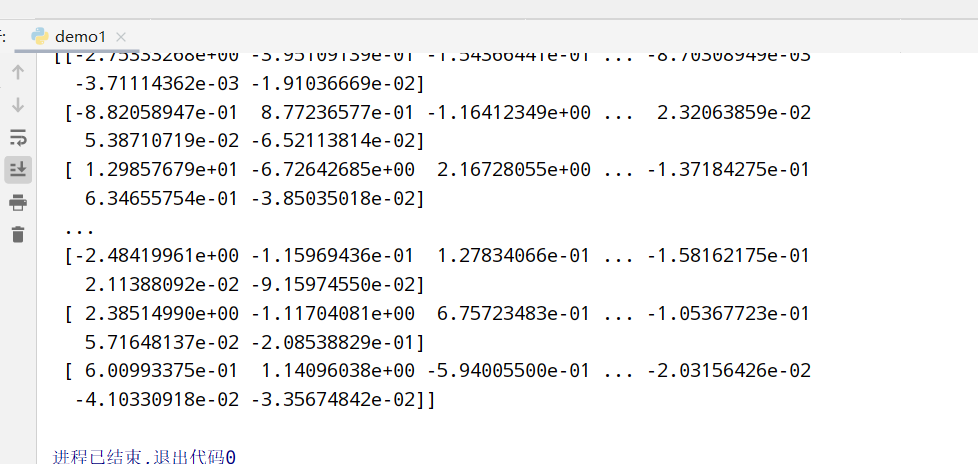 demo1
[[-2.75333268e+00 -3.95109139e-01 -1.54366441e-01 ... -8.70308949e-03
-3.71114362e-03 -1.91036669e-02]
[-8.82058947e-01 8.77236577e-01 -1.16412349e+00 ... 2.32063859e-02
5.38710719e-02 -6.52113814e-02]
[ 1.29857679e+01 -6.72642685e+00 2.16728055e+00 ... -1.37184275e-01
6.34655754e-01 -3.85035018e-02]
...
[-2.48419961e+00 -1.15969436e-01 1.27834066e-01 ... -1.58162175e-01
2.11388092e-02 -9.15974550e-02]
[ 2.38514990e+00 -1.11704081e+00 6.75723483e-01 ... -1.05367723e-01
5.71648137e-02 -2.08538829e-01]
[ 6.00993375e-01 1.14096038e+00 -5.94005500e-01 ... -2.03156426e-02
-4.10330918e-02 -3.35674842e-02]]
进程已结束,退出代码0